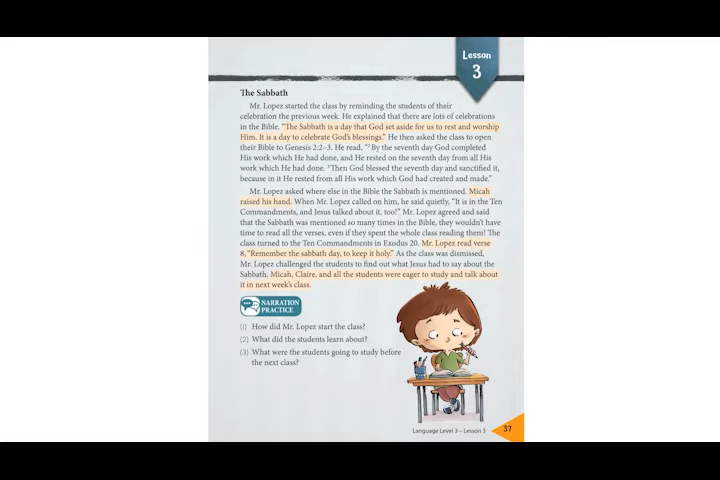 Lesson
3
The Sabbath
Mr. Lopez started the class by reminding the students of their
celebration the previous week. He explained that there are lots of celebrations
in the Bible. "The Sabbath is a day that God set aside for us to rest and worship
Him. It is a day to celebrate God's blessings." He then asked the class to open
their Bible to Genesis 2:2–3. He read, "²By the seventh day God completed
His work which He had done, and He rested on the seventh day from all His
work which He had done. ³Then God blessed the seventh day and sanctified it,
because in it He rested from all His work which God had created and made."
Mr. Lopez asked where else in the Bible the Sabbath is mentioned. Micah
raised his hand. When Mr. Lopez called on him, he said quietly, "It is in the Ten
Commandments, and Jesus talked about it, too!" Mr. Lopez agreed and said
that the Sabbath was mentioned so many times in the Bible, they wouldn't have
time to read all the verses, even if they spent the whole class reading them! The
class turned to the Ten Commandments in Exodus 20. Mr. Lopez read verse
8, "Remember the sabbath day, to keep it holy." As the class was dismissed,
Mr. Lopez challenged the students to find out what Jesus had to say about the
Sabbath. Micah, Claire, and all the students were eager to study and talk about
it in next week's class.
NARRATION
PRACTICE
(1) How did Mr. Lopez start the class?
(2) What did the students learn about?
(3) What were the students going to study before
the next class?
Language Level 3 – Lesson 3
37